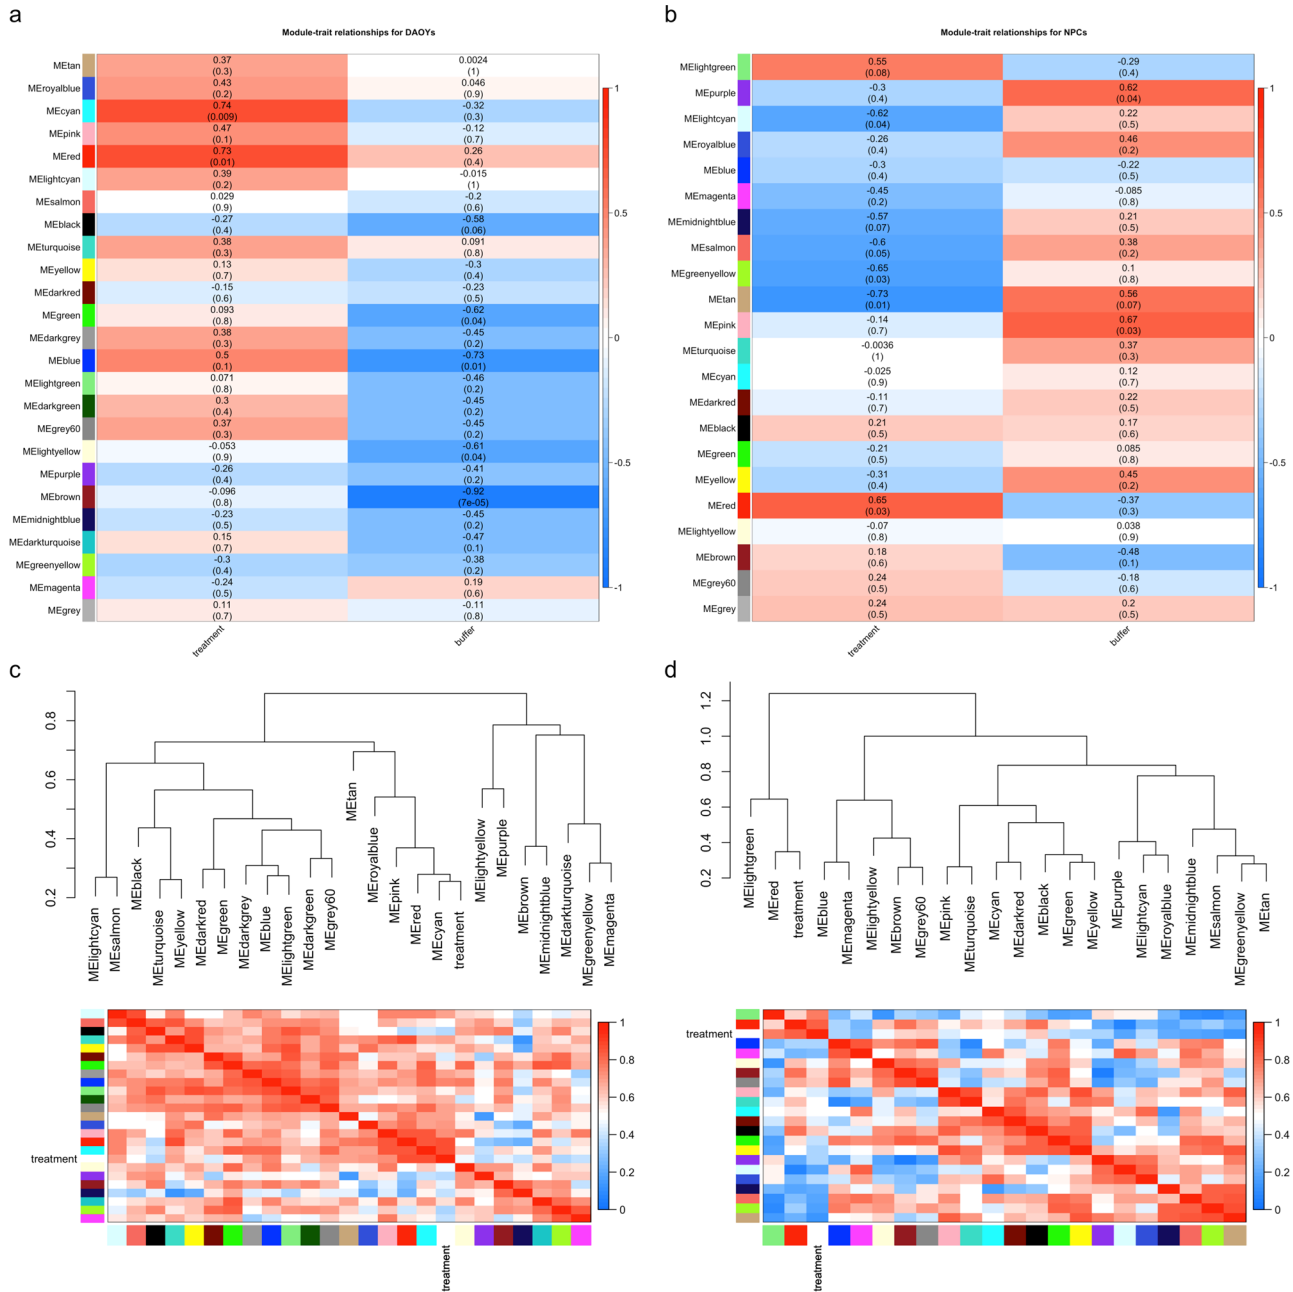 a
Module-trait relationships for DAOYs
MEtan
0.37
(0.3)
0.0024
(1)
MEroyalblue
0.43
(0.2)
0.046
(0.9)
MEcyan
0.74
(0.009)
-0.32
(0.3)
MEpink
0.47
(0.1)
-0.12
(0.7)
MEred
0.73
(0.01)
0.26
(0.4)
MElightcyan
0.39
(0.2)
-0.015
(1)
MEsalmon
0.029
(0.9)
-0.2
(0.6)
MEblack
-0.27
(0.4)
-0.58
(0.06)
MEturquoise
0.38
(0.3)
0.091
(0.8)
MEyellow
0.13
(0.7)
-0.3
(0.4)
MEdarkred
-0.15
(0.6)
-0.23
(0.5)
MEgreen
0.093
(0.8)
-0.62
(0.04)
MEdarkgrey
0.38
(0.3)
-0.45
(0.2)
MEblue
0.5
(0.1)
-0.73
(0.01)
MElightgreen
0.071
(0.8)
-0.46
(0.2)
MEdarkgreen
0.3
(0.4)
-0.45
(0.2)
MEgrey60
0.37
(0.3)
-0.45
(0.2)
MElightyellow
-0.053
(0.9)
-0.61
(0.04)
MEpurple
-0.26
(0.4)
-0.41
(0.2)
MEbrown
-0.096
(0.8)
-0.92
(7e-05)
MEmidnightblue
-0.23
(0.5)
-0.45
(0.2)
MEdarkturquoise
0.15
(0.7)
-0.47
(0.1)
MEgreenyellow
-0.3
(0.4)
-0.38
(0.2)
MEmagenta
-0.24
(0.5)
0.19
(0.6)
MEgrey
0.11
(0.7)
-0.11
(0.8)
treatment
buffer
1
0.5
0
-0.5
-1
b
Module-trait relationships for NPCs
MElightgreen
0.55
(0.08)
-0.29
(0.4)
MEpurple
-0.3
(0.4)
0.62
(0.04)
MElightcyan
-0.62
(0.04)
0.22
(0.5)
MEroyalblue
-0.26
(0.4)
0.46
(0.2)
MEblue
-0.3
(0.4)
-0.22
(0.5)
MEmagenta
-0.45
(0.2)
-0.085
(0.8)
MEmidnightblue
-0.57
(0.07)
0.21
(0.5)
MEsalmon
-0.6
(0.05)
0.38
(0.2)
MEgreenyellow
-0.65
(0.03)
0.1
(0.8)
MEtan
-0.73
(0.01)
0.56
(0.07)
MEpink
-0.14
(0.7)
0.67
(0.03)
MEturquoise
-0.0036
(1)
0.37
(0.3)
MEcyan
-0.025
(0.9)
0.12
(0.7)
MEdarkred
-0.11
(0.7)
0.22
(0.5)
MEblack
0.21
(0.5)
0.17
(0.6)
MEgreen
-0.21
(0.5)
0.085
(0.8)
MEyellow
-0.31
(0.4)
0.45
(0.2)
MEred
0.65
(0.03)
-0.37
(0.3)
MElightyellow
-0.07
(0.8)
0.038
(0.9)
MEbrown
0.18
(0.6)
-0.48
(0.1)
MEgrey60
0.24
(0.5)
-0.18
(0.6)
MEgrey
0.24
(0.5)
0.2
(0.5)
treatment
buffer
1
0.5
0
-0.5
-1
c
0.8
0.6
0.4
0.2
MElightcyan
MEsalmon
MEblack
MEturquoise
MEyellow
MEdarkred
MEgreen
MEdarkgrey
MEblue
MElightgreen
MEdarkgreen
MEgrey60
MEtan
MEroyalblue
MEpink
MEred
MEcyan
treatment
MElightyellow
MEpurple
MEbrown
MEmidnightblue
MEdarkturquoise
MEgreenyellow
MEmagenta
treatment
treatment
1
0.8
0.6
0.4
0.2
0
d
1.2
1.0
0.8
0.6
0.4
0.2
MElightgreen
MEred
treatment
MEblue
MEmagenta
MElightyellow
MEbrown
MEgrey60
MEpink
MEturquoise
MEcyan
MEdarkred
MEblack
MEgreen
MEyellow
MEpurple
MElightcyan
MEroyalblue
MEmidnightblue
MEsalmon
MEgreenyellow
MEtan
treatment
treatment
1
0.8
0.6
0.4
0.2
0